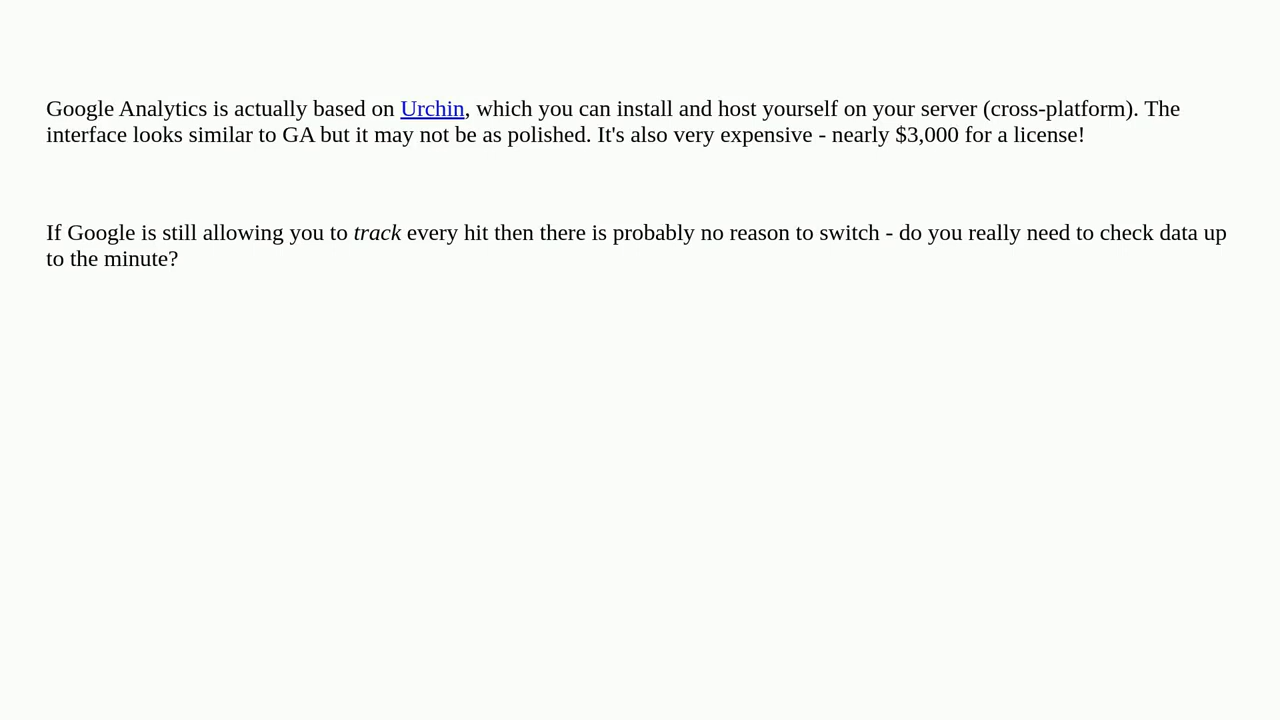 Google Analytics is actually based on Urchin, which you can install and host yourself on your server (cross-platform). The
interface looks similar to GA but it may not be as polished. It's also very expensive - nearly $3,000 for a license!
If Google is still allowing you to track every hit then there is probably no reason to switch - do you really need to check data up
to the minute?